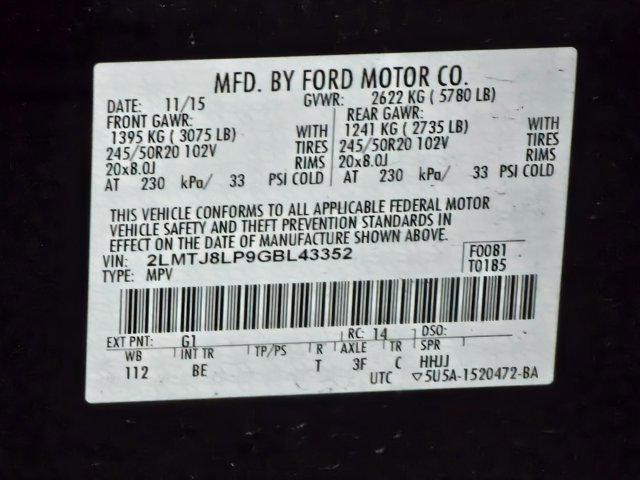 MFD. BY FORD MOTOR CO.
DATE: 11/15 GVWR: 2622 KG ( 5780 LB)
FRONT GAWR: REAR GAWR:
1395 KG ( 3075 LB) WITH 1241 KG ( 2735 LB) WITH
245/50R20 102V TIRES 245/50R20 102V TIRES
20x8.0J RIMS 20x8.0J RIMS
AT 230 kPa/ 33 PSI COLD AT 230 kPa/ 33 PSI COLD
THIS VEHICLE CONFORMS TO ALL APPLICABLE FEDERAL MOTOR
VEHICLE SAFETY AND THEFT PREVENTION STANDARDS IN
EFFECT ON THE DATE OF MANUFACTURE SHOWN ABOVE.
VIN: 2LMTJ8LP9GBL43352 F0081
TYPE: MPV T01B5
EXT PNT: G1 RC: 14 DSO:
WB INT TR TP/PS R AXLE TR SPR
112 BE T 3F C HHJJ
UTC ▽5U5A-1520472-BA